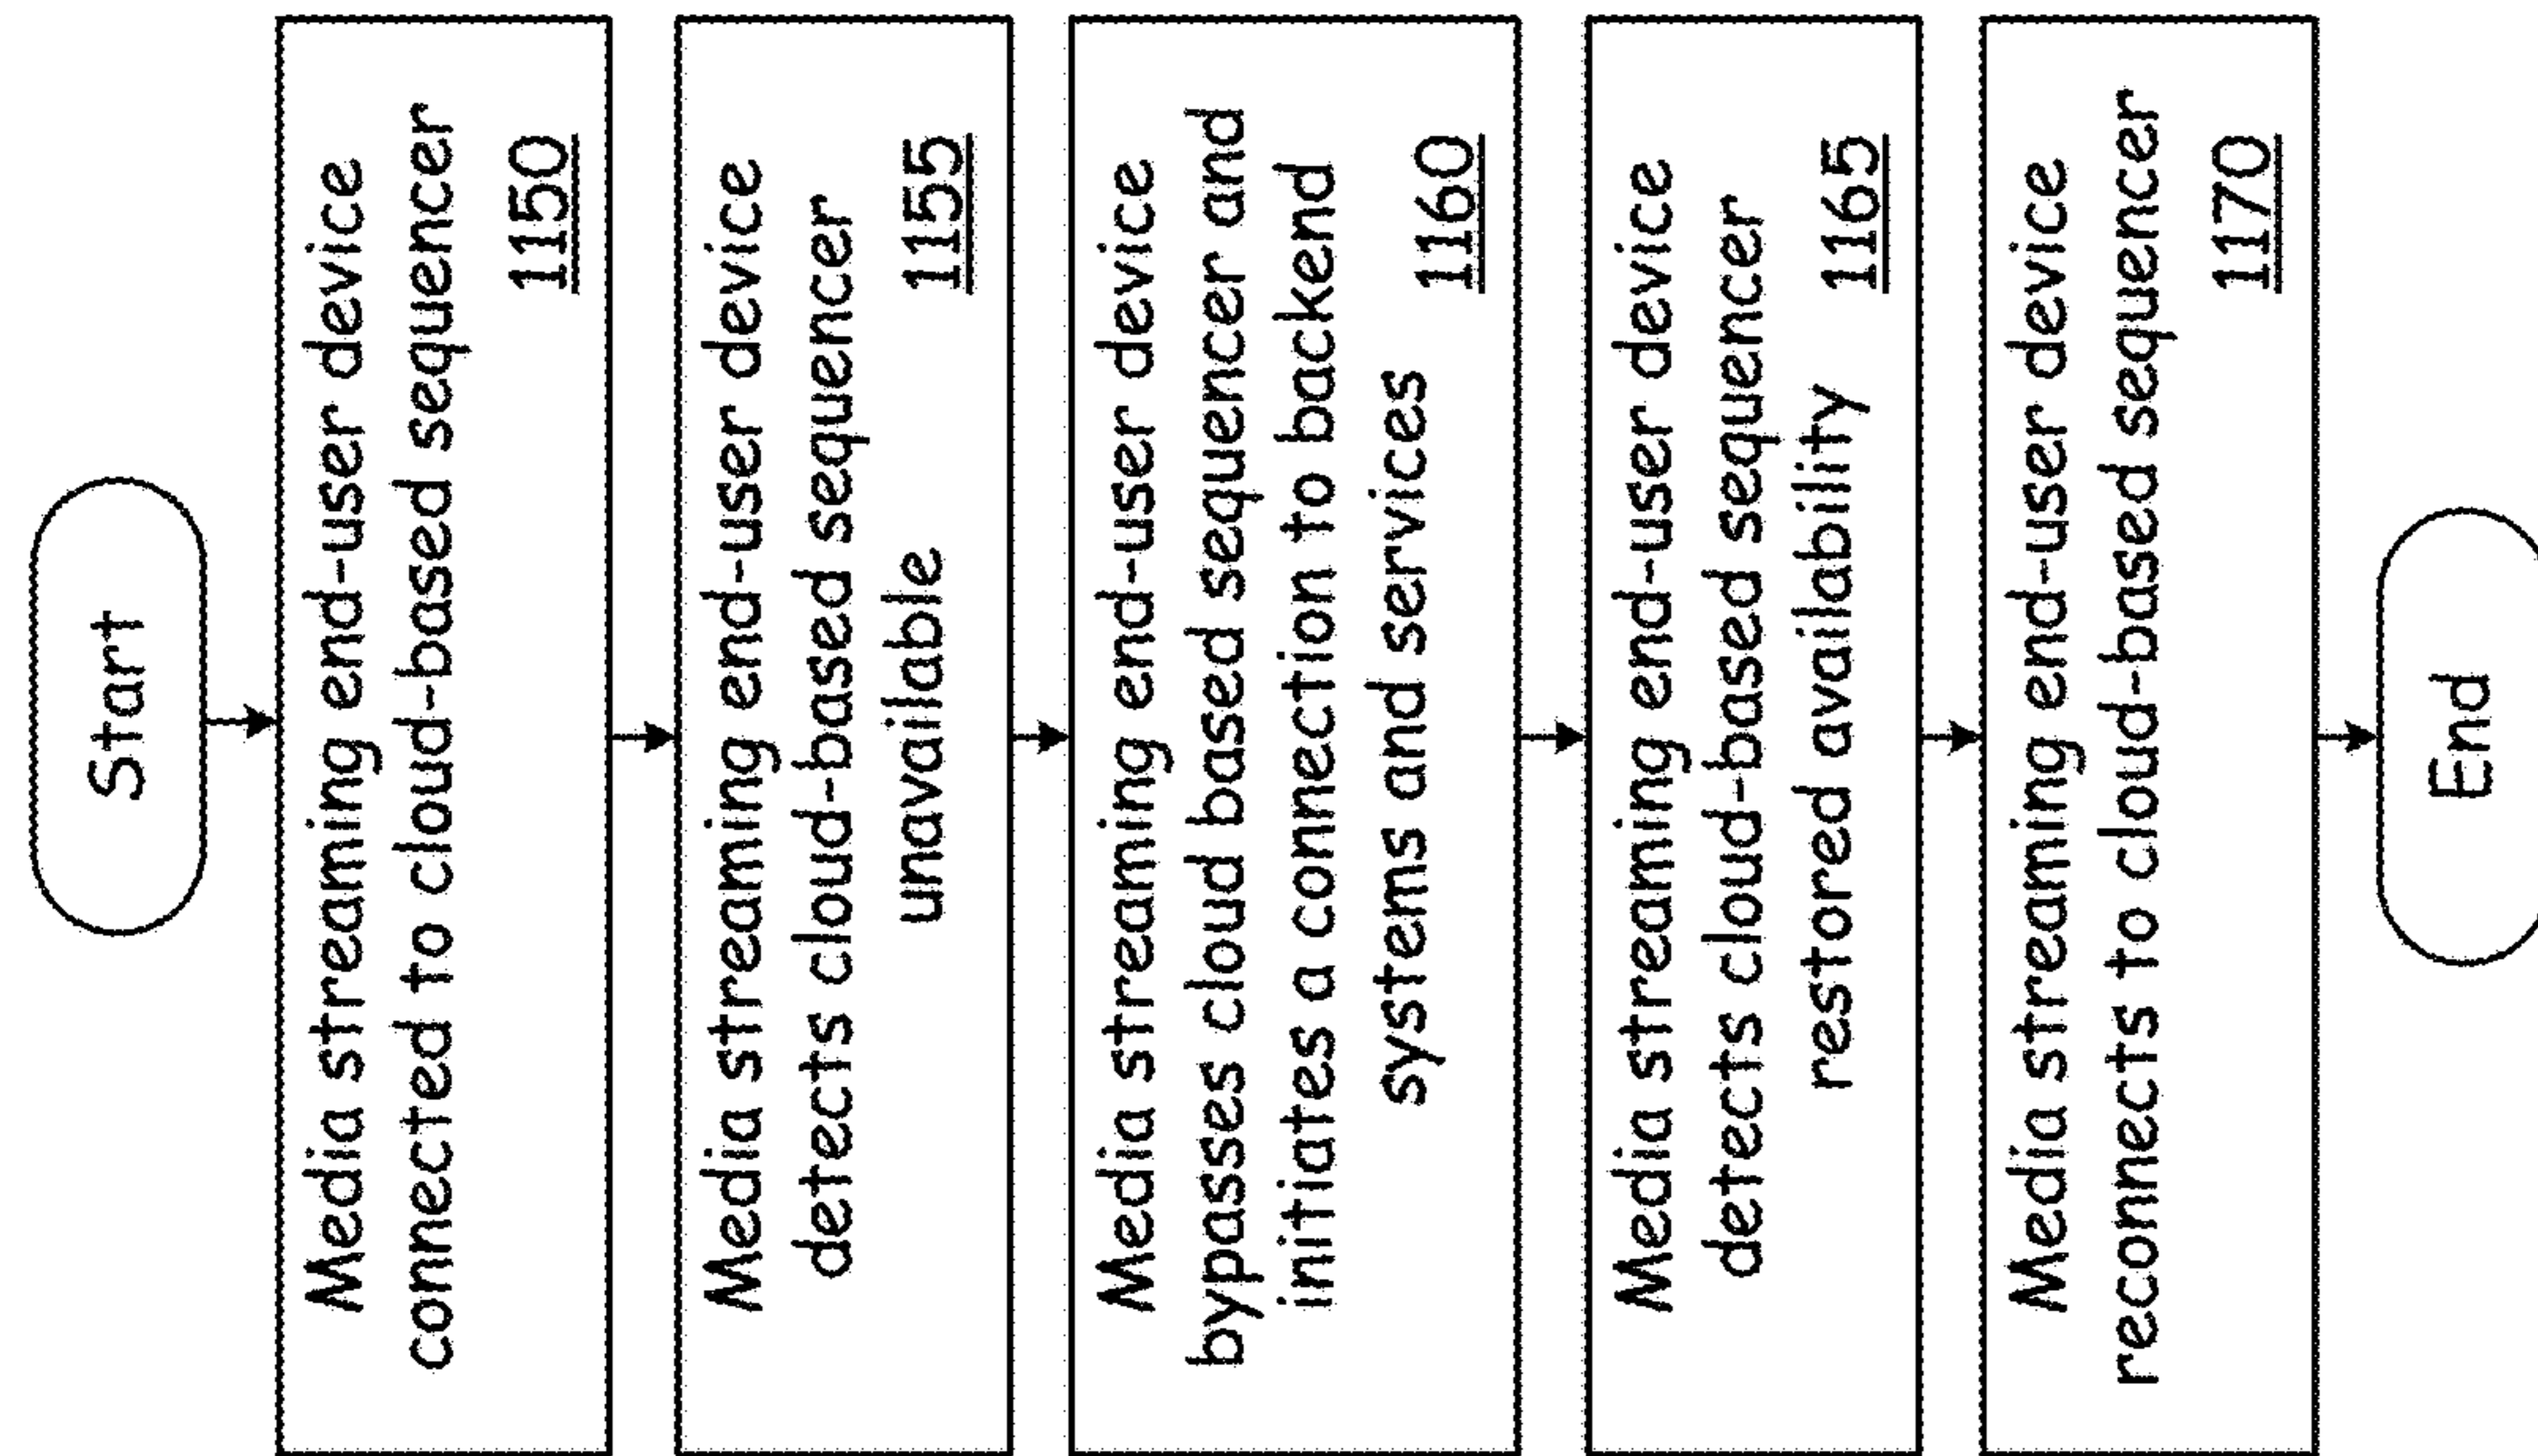 Start
Media streaming end-user device
connected to cloud-based sequencer
1150
Media streaming end-user device
detects cloud-based sequencer
unavailable
1155
Media streaming end-user device
bypasses cloud based sequencer and
initiates a connection to backend
systems and services 1160
Media streaming end-user device
detects cloud-based sequencer
restored availability 1165
Media streaming end-user device
reconnects to cloud-based sequencer
1170
End